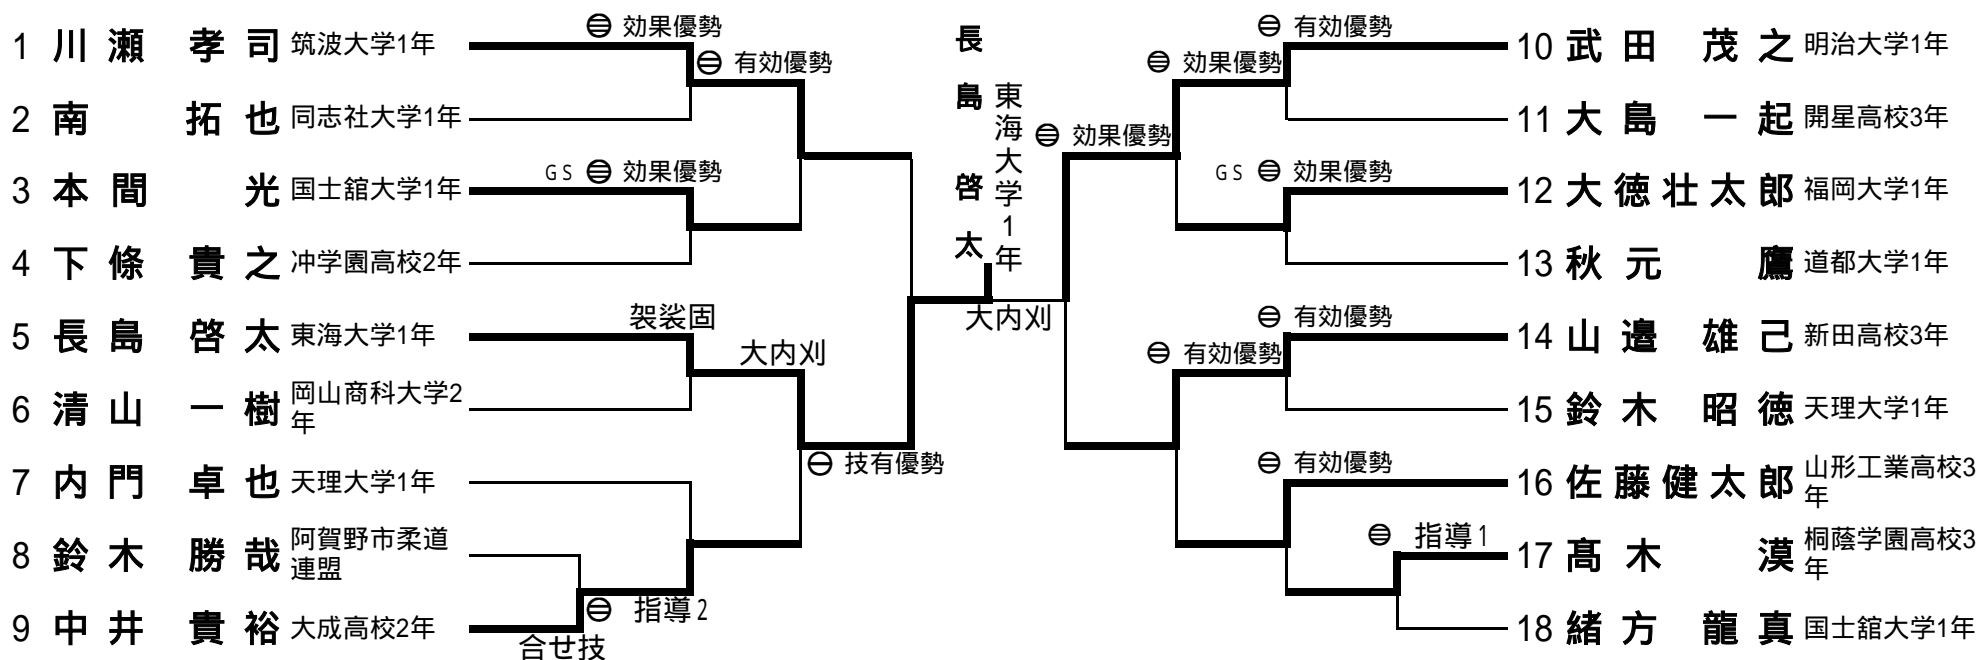 1 川瀬 孝司 筑波大学1年
効果優勢
有効優勢
2 南 拓也 同志社大学1年
3 本間 光 国士舘大学1年
GS 効果優勢
4 下條 貴之 沖学園高校2年
袈裟固
5 長島 啓太 東海大学1年
大内刈
6 清山 一樹 岡山商科大学2
年
技有優勢
7 内門 卓也 天理大学1年
8 鈴木 勝哉 阿賀野市柔道
連盟
指導2
9 中井 貴裕 大成高校2年
合せ技
長島 啓太
東海大学1年
大内刈
有効優勢
10 武田 茂之 明治大学1年
効果優勢
11 大島 一起 開星高校3年
効果優勢
GS 効果優勢
12 大徳壮太郎 福岡大学1年
13 秋元 鷹 道都大学1年
有効優勢
14 山邉 雄己 新田高校3年
有効優勢
15 鈴木 昭徳 天理大学1年
有効優勢
16 佐藤健太郎 山形工業高校3
年
指導1
17 髙木 漠 桐蔭学園高校3
年
18 緒方 龍真 国士舘大学1年